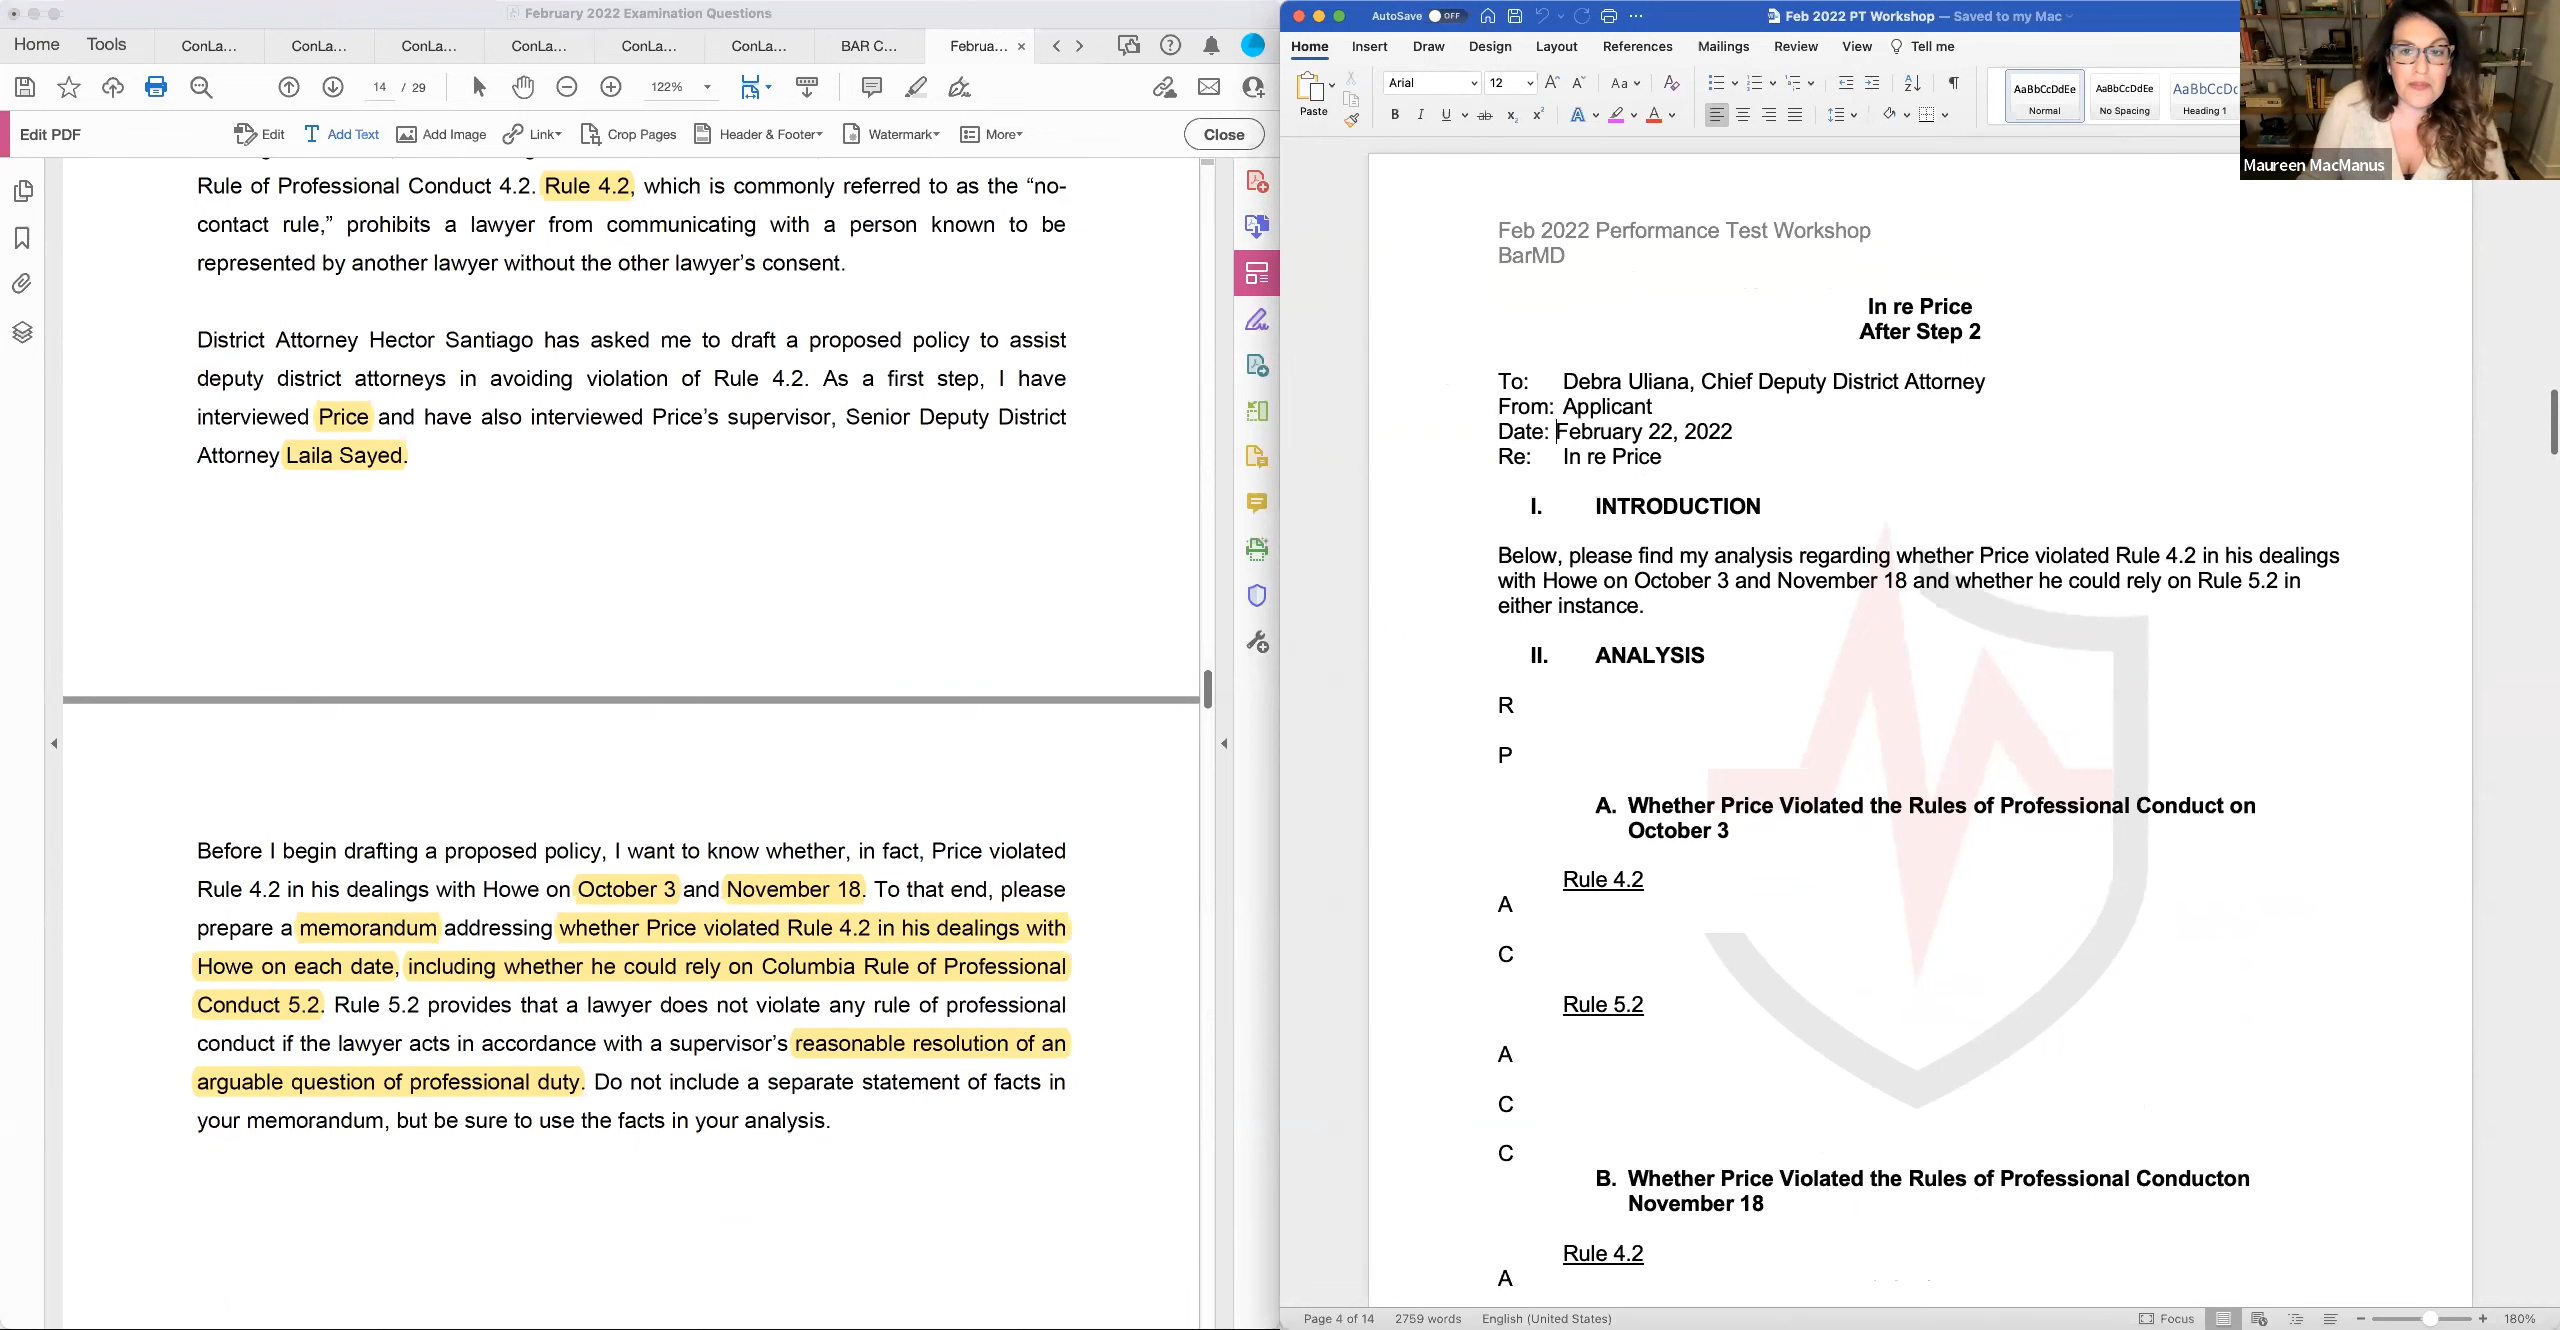 February 2022 Examination Questions
Home Tools ConLa... ConLa... ConLa... ConLa... ConLa... ConLa... BAR C... Februa... ×
14 / 29 122%
Edit PDF Edit Add Text Add Image Link Crop Pages Header & Footer Watermark More Close
Rule of Professional Conduct 4.2. Rule 4.2, which is commonly referred to as the “no-
contact rule,” prohibits a lawyer from communicating with a person known to be
represented by another lawyer without the other lawyer’s consent.
District Attorney Hector Santiago has asked me to draft a proposed policy to assist
deputy district attorneys in avoiding violation of Rule 4.2. As a first step, I have
interviewed Price and have also interviewed Price’s supervisor, Senior Deputy District
Attorney Laila Sayed.
Before I begin drafting a proposed policy, I want to know whether, in fact, Price violated
Rule 4.2 in his dealings with Howe on October 3 and November 18. To that end, please
prepare a memorandum addressing whether Price violated Rule 4.2 in his dealings with
Howe on each date, including whether he could rely on Columbia Rule of Professional
Conduct 5.2. Rule 5.2 provides that a lawyer does not violate any rule of professional
conduct if the lawyer acts in accordance with a supervisor’s reasonable resolution of an
arguable question of professional duty. Do not include a separate statement of facts in
your memorandum, but be sure to use the facts in your analysis.
AutoSave OFF Feb 2022 PT Workshop — Saved to my Mac
Home Insert Draw Design Layout References Mailings Review View Tell me
Paste Arial 12 Aa
AaBbCcDdEe AaBbCcDdEe AaBbCcDc
Normal No Spacing Heading 1
Maureen MacManus
Feb 2022 Performance Test Workshop
BarMD
In re Price
After Step 2
To: Debra Uliana, Chief Deputy District Attorney
From: Applicant
Date: February 22, 2022
Re: In re Price
I. INTRODUCTION
Below, please find my analysis regarding whether Price violated Rule 4.2 in his dealings
with Howe on October 3 and November 18 and whether he could rely on Rule 5.2 in
either instance.
II. ANALYSIS
R
P
A. Whether Price Violated the Rules of Professional Conduct on
October 3
Rule 4.2
A
C
Rule 5.2
A
C
C
B. Whether Price Violated the Rules of Professional Conducton
November 18
Rule 4.2
A
Page 4 of 14 2759 words English (United States) Focus 180%